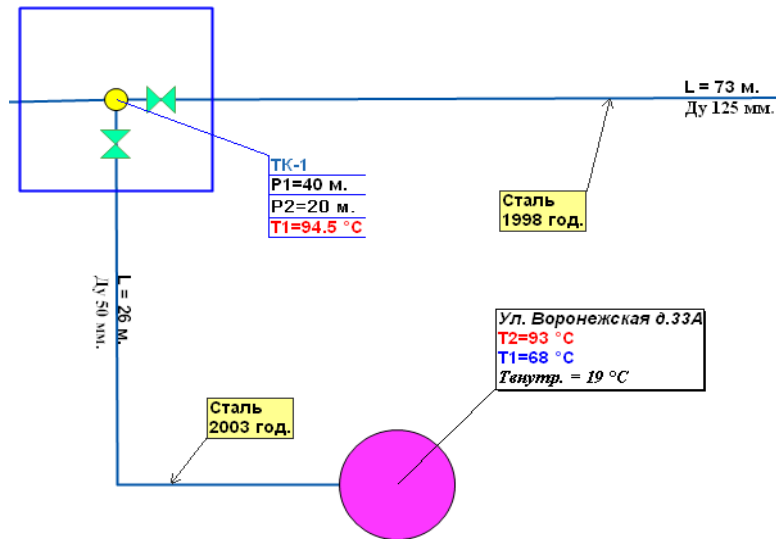 L = 73 м.
Ду 125 мм.
ТК-1
P1=40 м.
P2=20 м.
T1=94.5 °C
Сталь
1998 год.
L = 26 м.
Ду 50 мм.
Ул. Воронежская д.33А
T2=93 °C
T1=68 °C
Tвнутр. = 19 °C
Сталь
2003 год.